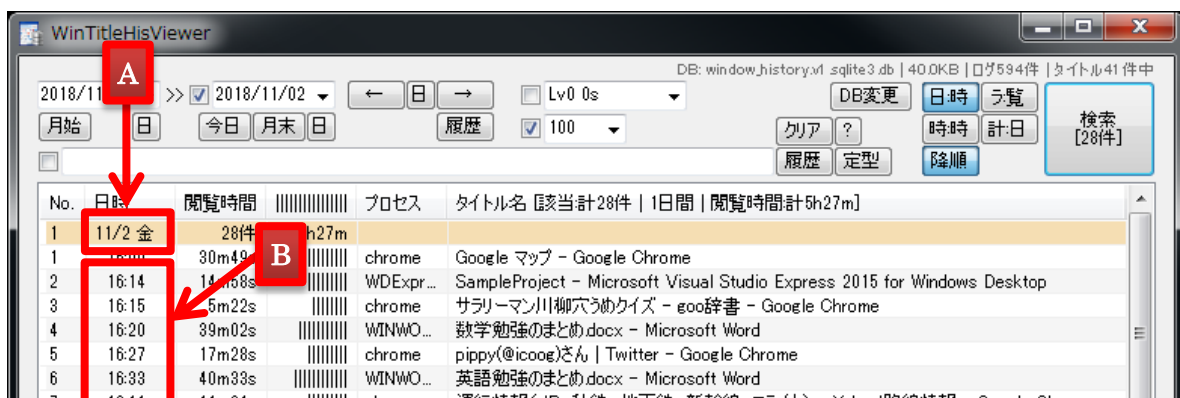 WinTitleHisViewer
A
DB: window_history.v1.sqlite3.db | 40.0KB | ログ594件 | タイトル41件中
2018/11 >> 2018/11/02 ← 日 → Lv0 0s DB変更 日:時 ラ:覧 検索
月始 日 今日 月末 日 履歴 100 クリア ? 時:時 計:日 [28件]
履歴 定型 降順
No. 日時 閲覧時間 |||||||||||||||| プロセス タイトル名 [該当:計28件 | 1日間 | 閲覧時間:計5h27m]
1 11/2 金 28件 h27m
B
1 30m49s ||||||||| chrome Google マップ - Google Chrome
2 16:14 14m58s ||||||||| WDExpr... SampleProject - Microsoft Visual Studio Express 2015 for Windows Desktop
3 16:15 5m22s ||||||| chrome サラリーマン川柳穴うめクイズ - goo辞書 - Google Chrome
4 16:20 39m02s ||||||||||| WINWO... 数学勉強のまとめ.docx - Microsoft Word
5 16:27 17m28s ||||||||| chrome pippy(@icoog)さん | Twitter - Google Chrome
6 16:33 40m33s |||||||||||| WINWO... 英語勉強のまとめ.docx - Microsoft Word